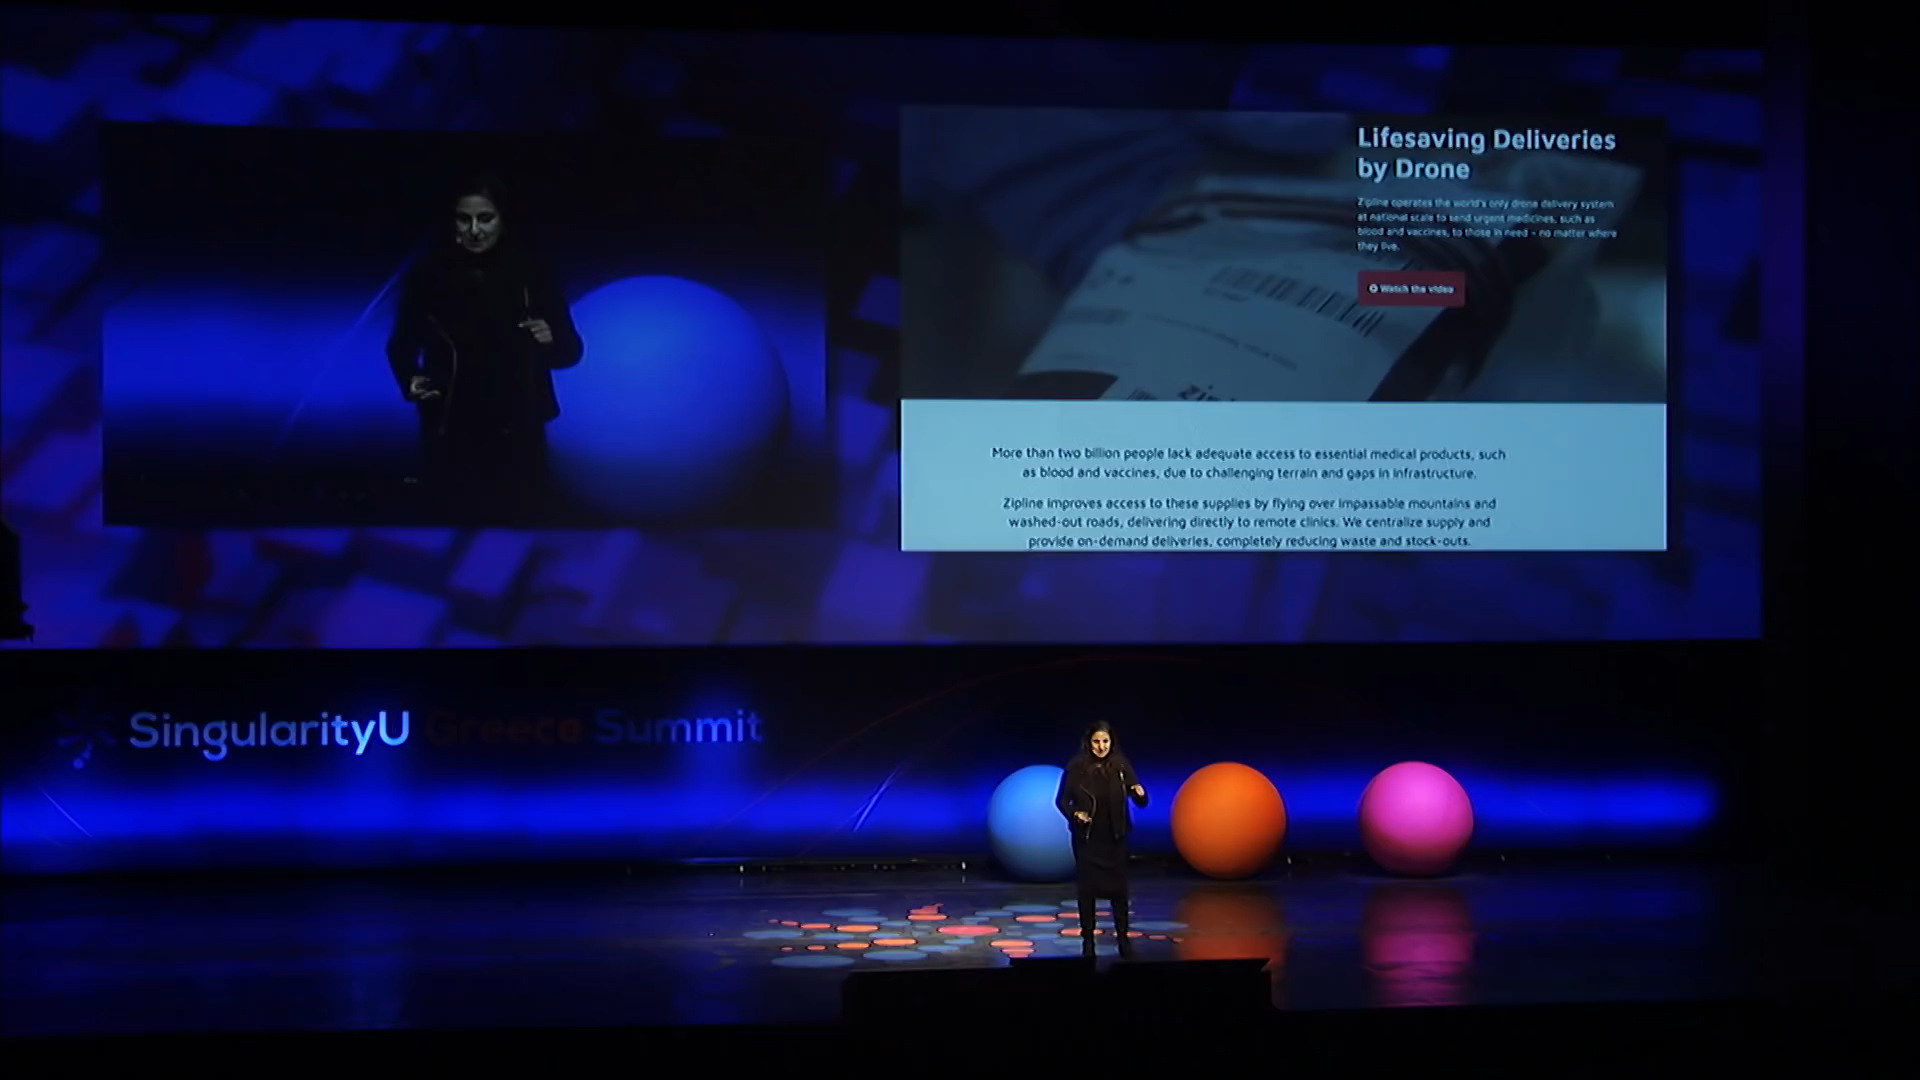 Lifesaving Deliveries
by Drone
Zipline operates the world's only drone delivery system
at national scale to send urgent medicines, such as
blood and vaccines, to those in need – no matter where
they live.
Watch the video
zip
More than two billion people lack adequate access to essential medical products, such
as blood and vaccines, due to challenging terrain and gaps in infrastructure.
Zipline improves access to these supplies by flying over impassable mountains and
washed-out roads, delivering directly to remote clinics. We centralize supply and
provide on-demand deliveries, completely reducing waste and stock-outs.
SingularityU Greece Summit